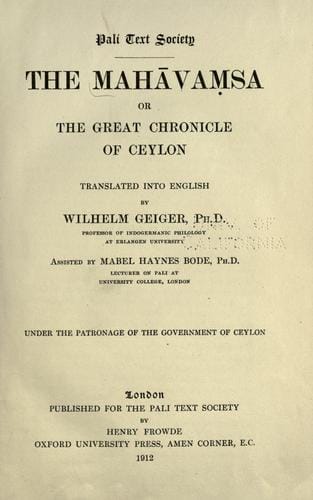 Pali Text Society
THE MAHĀVAṂSA
OR
THE GREAT CHRONICLE
OF CEYLON
TRANSLATED INTO ENGLISH
BY
WILHELM GEIGER, PH.D.
PROFESSOR OF INDOGERMANIC PHILOLOGY
AT ERLANGEN UNIVERSITY
ASSISTED BY MABEL HAYNES BODE, PH.D.
LECTURER ON PALI AT
UNIVERSITY COLLEGE, LONDON
UNDER THE PATRONAGE OF THE GOVERNMENT OF CEYLON
London
PUBLISHED FOR THE PALI TEXT SOCIETY
BY
HENRY FROWDE
OXFORD UNIVERSITY PRESS, AMEN CORNER, E.C.
1912